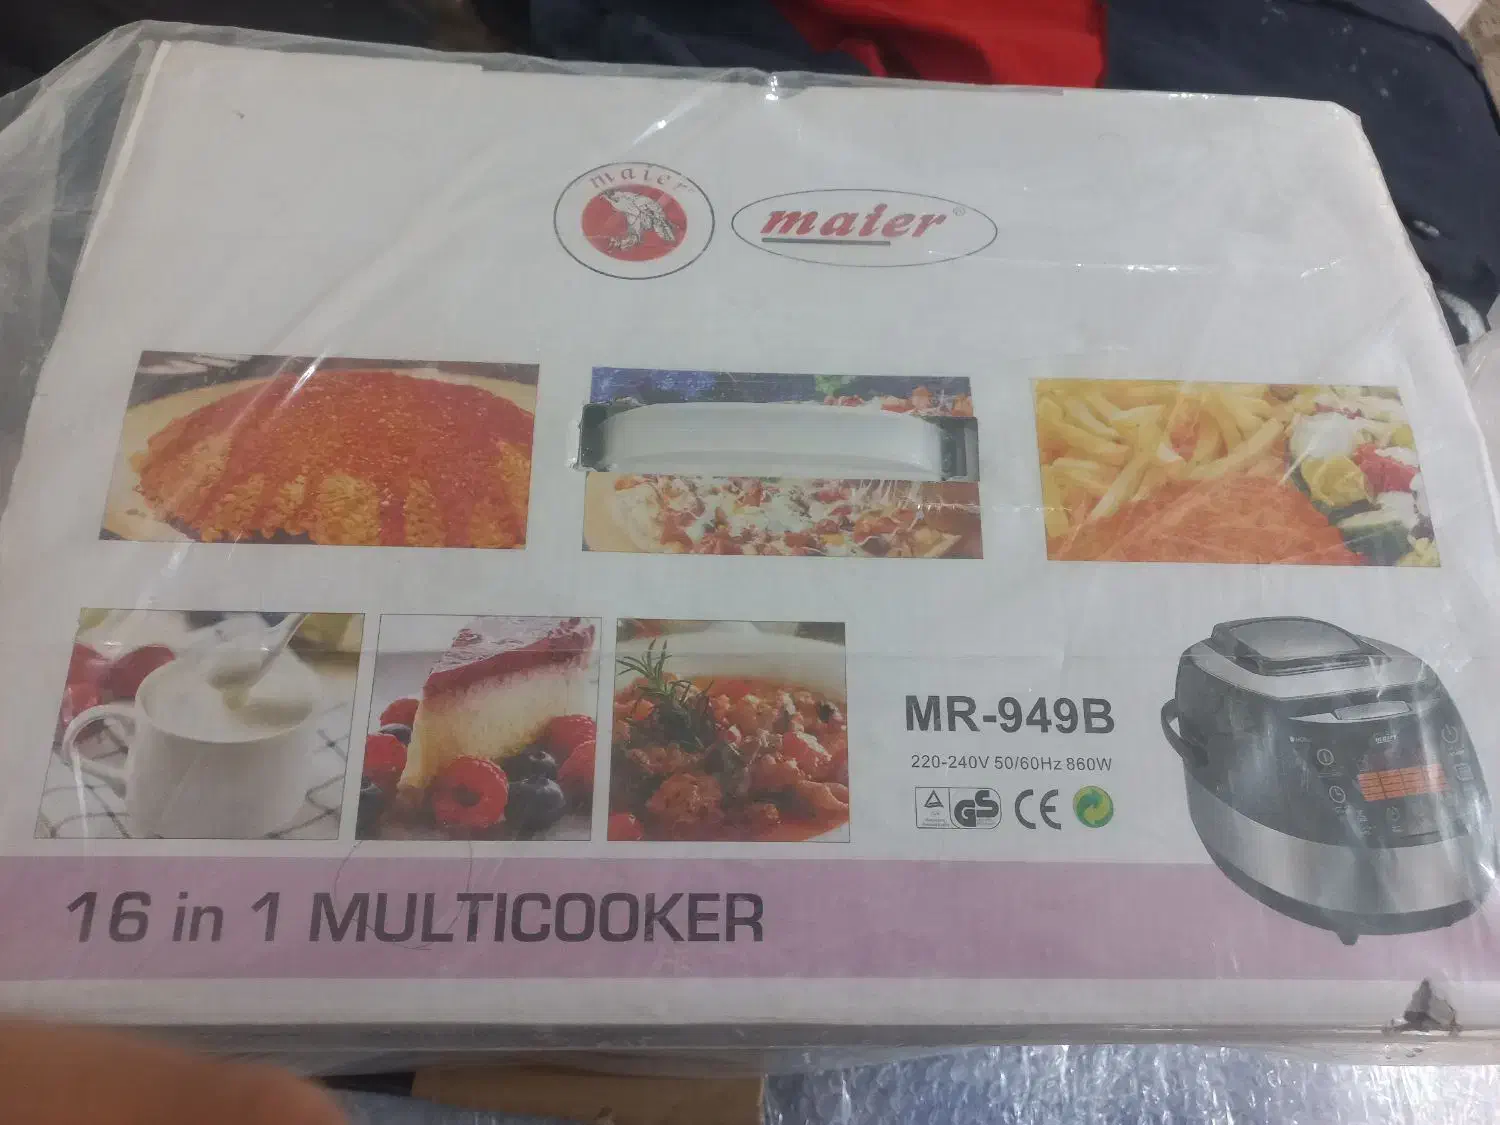 maier
maier®
MR-949B
220-240V 50/60Hz 860W
GS
CE
16 in 1 MULTICOOKER